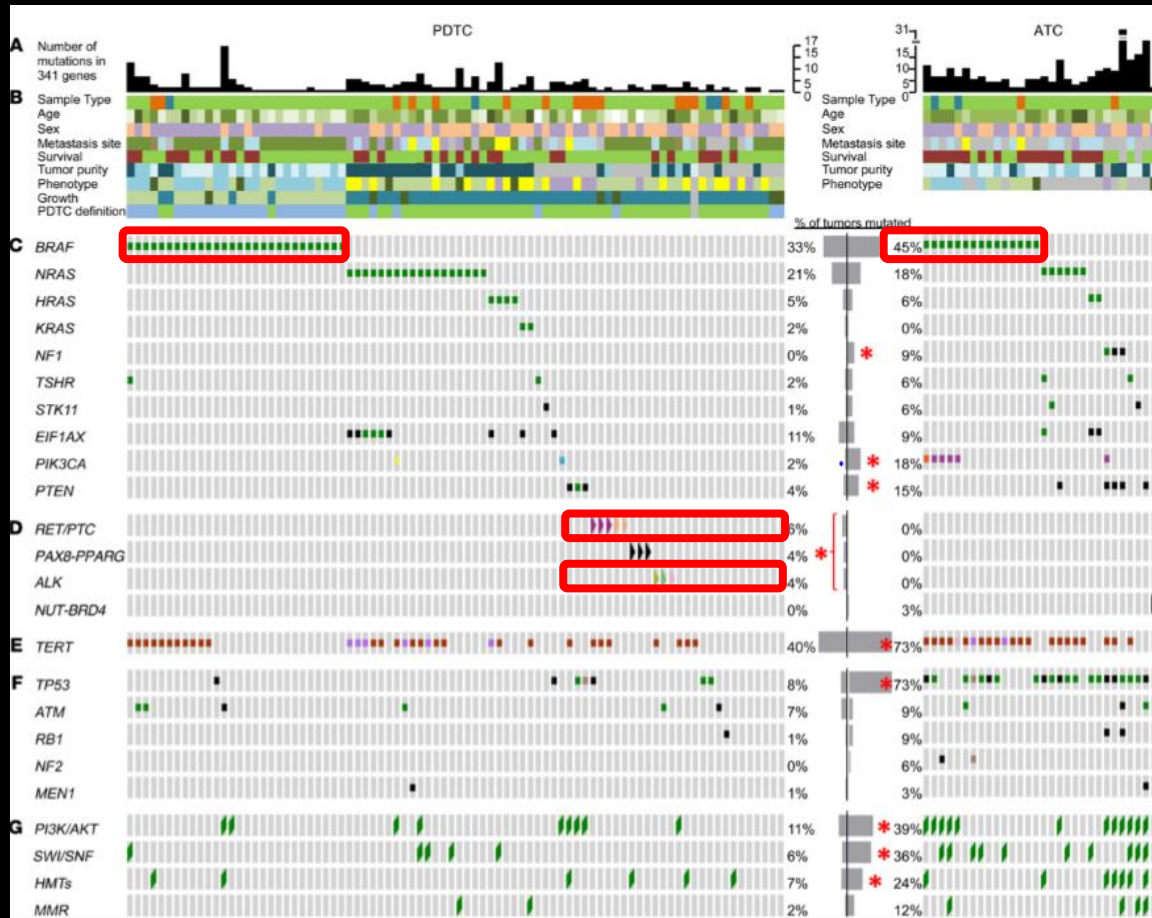 PDTC
ATC
A Number of mutations in 341 genes
17
15
10
5
0
31
15
10
5
0
B
Sample Type
Age
Sex
Metastasis site
Survival
Tumor purity
Phenotype
Growth
PDTC definition
Sample Type
Age
Sex
Metastasis site
Survival
Tumor purity
Phenotype
% of tumors mutated
C BRAF 33% 45%
NRAS 21% 18%
HRAS 5% 6%
KRAS 2% 0%
NF1 0% * 9%
TSHR 2% 6%
STK11 1% 6%
EIF1AX 11% 9%
PIK3CA 2% * 18%
PTEN 4% * 15%
D RET/PTC 6% 0%
PAX8-PPARG 4% * 0%
ALK 4% 0%
NUT-BRD4 0% 3%
E TERT 40% * 73%
F TP53 8% * 73%
ATM 7% 9%
RB1 1% 9%
NF2 0% 6%
MEN1 1% 3%
G PI3K/AKT 11% * 39%
SWI/SNF 6% * 36%
HMTs 7% * 24%
MMR 2% 12%